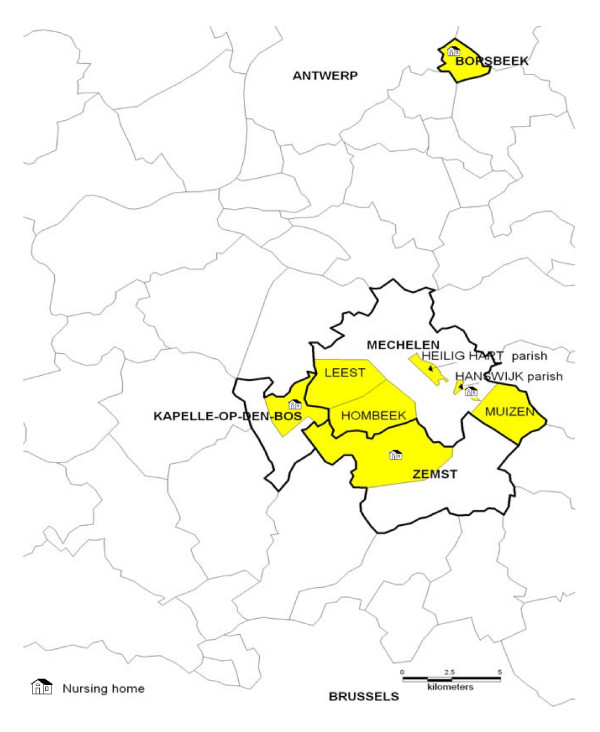 BORSBEEK
ANTWERP
MECHELEN
HEILIG HART parish
LEEST
HANSWIJK parish
KAPELLE-OP-DEN-BOS
HOMBEEK
MUIZEN
ZEMST
0 2.5 5
kilometers
Nursing home
BRUSSELS